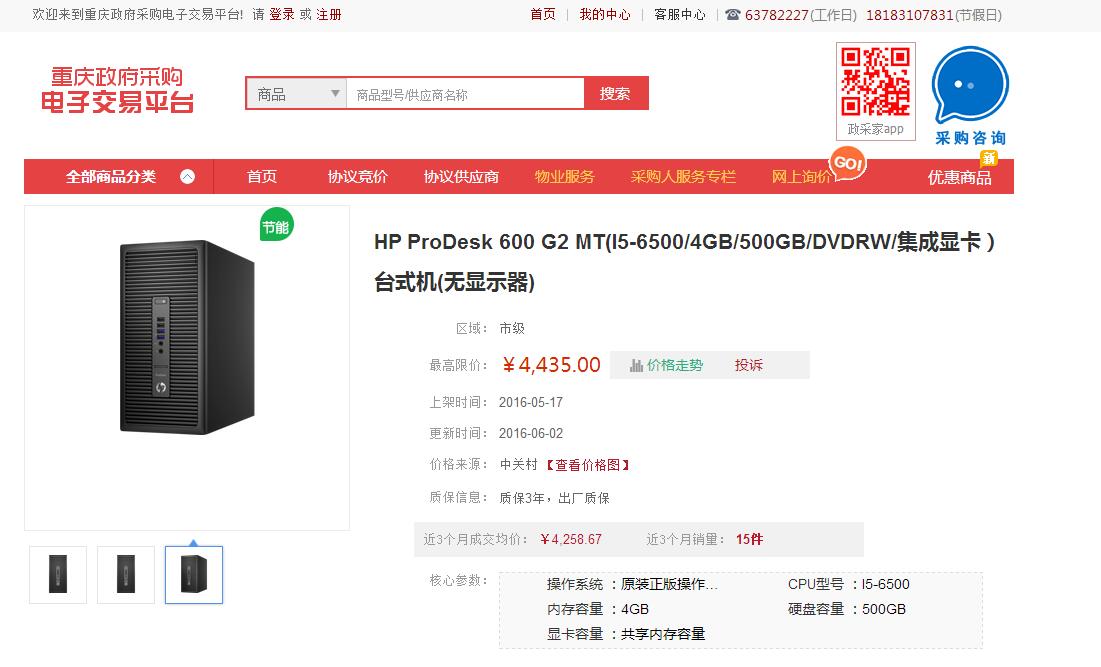 欢迎来到重庆政府采购电子交易平台! 请 登录 或 注册
首页 我的中心 客服中心 63782227(工作日) 18183107831(节假日)
重庆政府采购
电子交易平台
商品 商品型号/供应商名称 搜索
政采家app
采购咨询
新
GO!
全部商品分类 首页 协议竞价 协议供应商 物业服务 采购人服务专栏 网上询价 优惠商品
节能
HP ProDesk 600 G2 MT(I5-6500/4GB/500GB/DVDRW/集成显卡 )
台式机(无显示器)
区域: 市级
最高限价: ¥4,435.00 价格走势 投诉
上架时间: 2016-05-17
更新时间: 2016-06-02
价格来源: 中关村 【查看价格图】
质保信息: 质保3年，出厂质保
近3个月成交均价: ¥4,258.67 近3个月销量: 15件
核心参数:
操作系统 : 原装正版操作... CPU型号 : I5-6500
内存容量 : 4GB 硬盘容量 : 500GB
显卡容量 : 共享内存容量